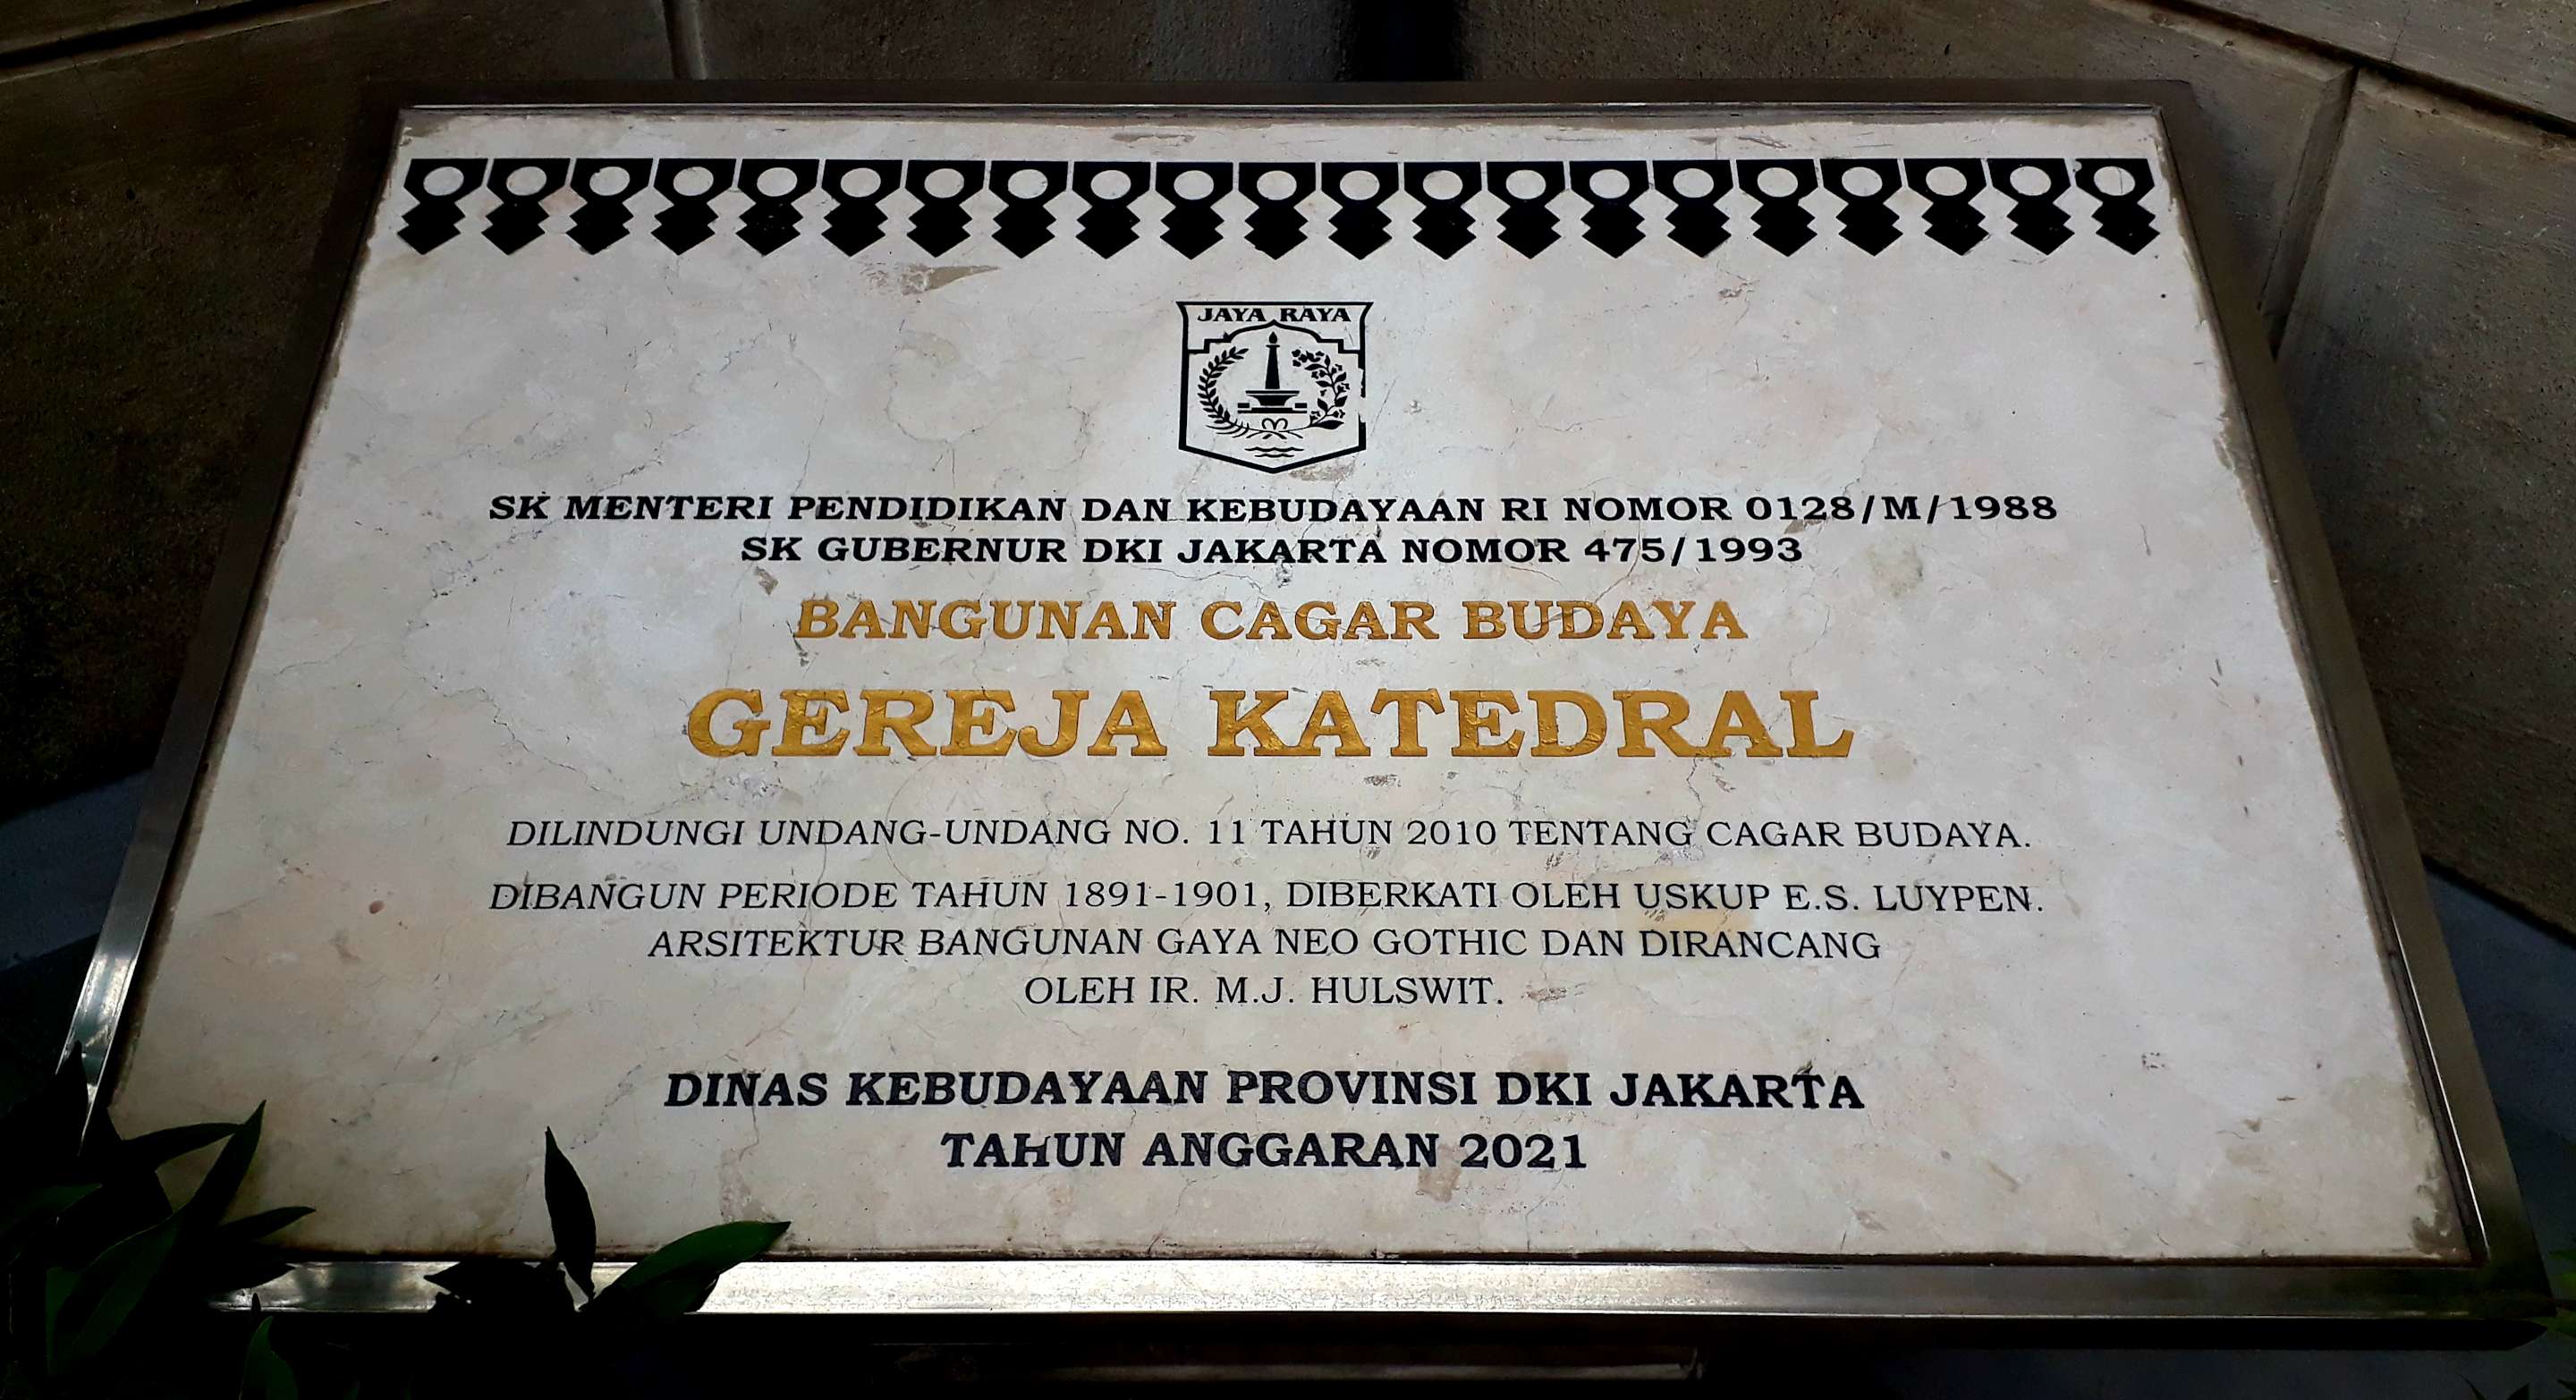 JAYA RAYA
SK MENTERI PENDIDIKAN DAN KEBUDAYAAN RI NOMOR 0128/M/1988
SK GUBERNUR DKI JAKARTA NOMOR 475/1993
BANGUNAN CAGAR BUDAYA
GEREJA KATEDRAL
DILINDUNGI UNDANG-UNDANG NO. 11 TAHUN 2010 TENTANG CAGAR BUDAYA.
DIBANGUN PERIODE TAHUN 1891-1901, DIBERKATI OLEH USKUP E.S. LUYPEN.
ARSITEKTUR BANGUNAN GAYA NEO GOTHIC DAN DIRANCANG
OLEH IR. M.J. HULSWIT.
DINAS KEBUDAYAAN PROVINSI DKI JAKARTA
TAHUN ANGGARAN 2021